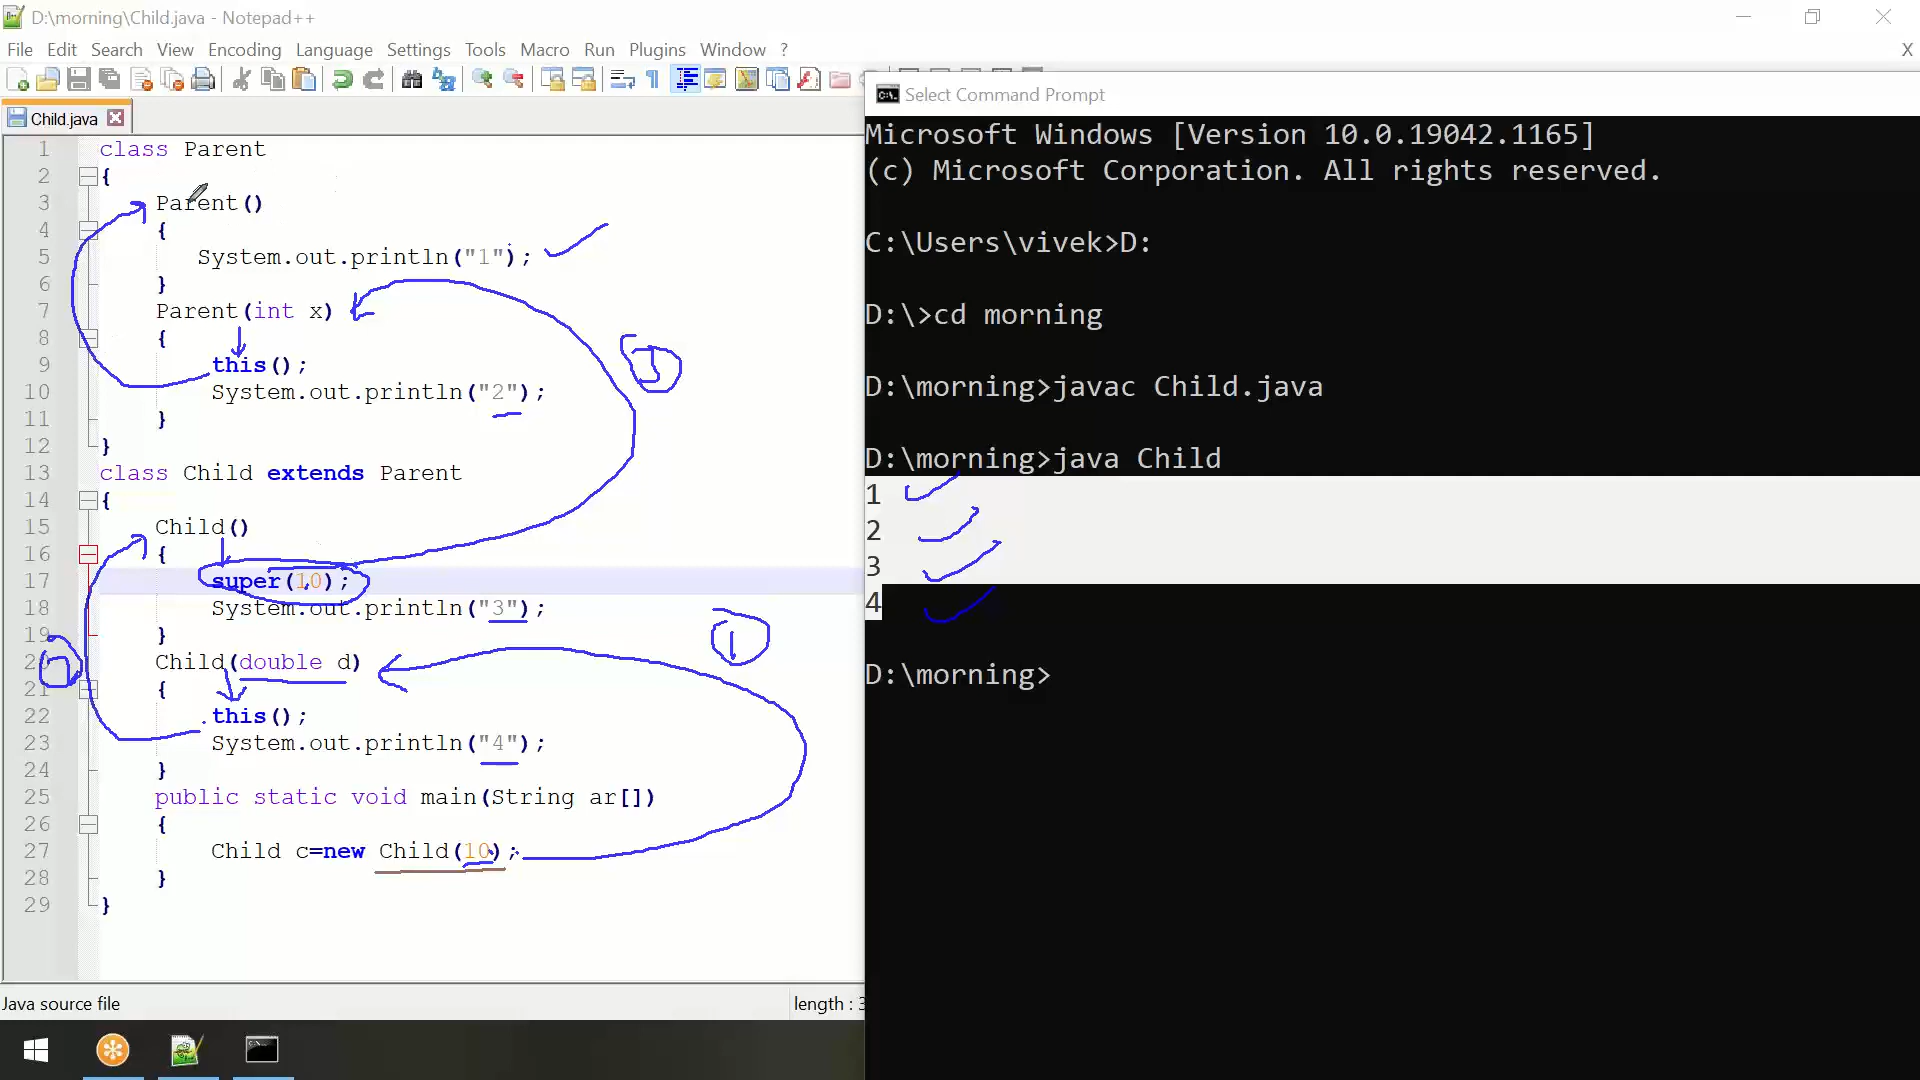 D:\morning\Child.java - Notepad++
File Edit Search View Encoding Language Settings Tools Macro Run Plugins Window ?
X
Child.java
1 class Parent
2 {
3 Parent()
4 {
5 System.out.println("1");
6 }
7 Parent(int x)
8 {
9 this();
10 System.out.println("2");
11 }
12 }
13 class Child extends Parent
14 {
15 Child()
16 {
17 super(10);
18 System.out.println("3");
19 }
20 Child(double d)
21 {
22 this();
23 System.out.println("4");
24 }
25 public static void main(String ar[])
26 {
27 Child c=new Child(10);
28 }
29 }
1
Java source file
length : 3
Select Command Prompt
Microsoft Windows [Version 10.0.19042.1165]
(c) Microsoft Corporation. All rights reserved.
C:\Users\vivek>D:
D:\>cd morning
D:\morning>javac Child.java
D:\morning>java Child
1
2
3
4
D:\morning>